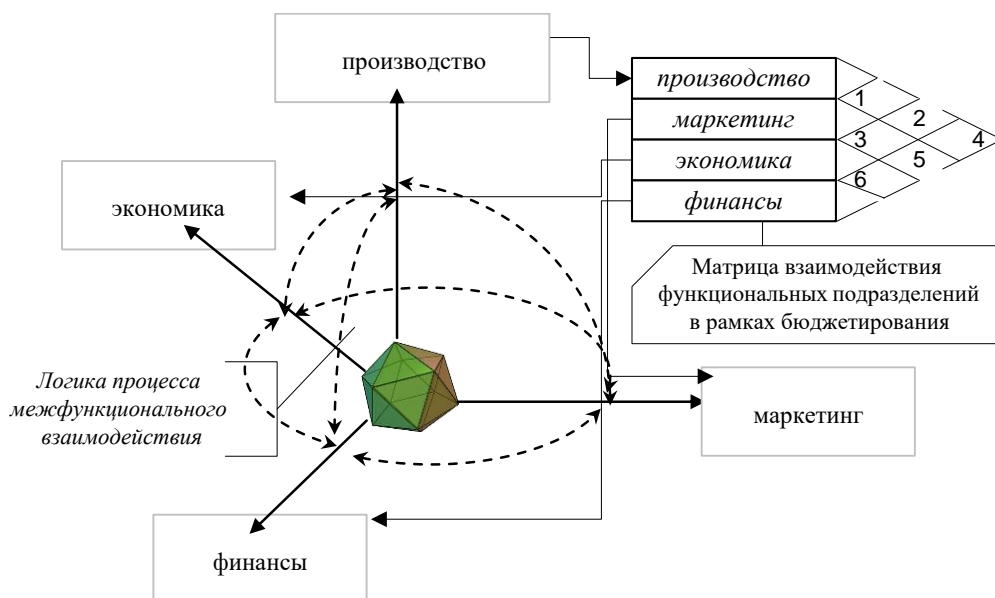 производство
производство
1
маркетинг
2
3
4
экономика
5
6
финансы
экономика
Матрица взаимодействия
функциональных подразделений
в рамках бюджетирования
Логика процесса
межфункционального
взаимодействия
маркетинг
финансы